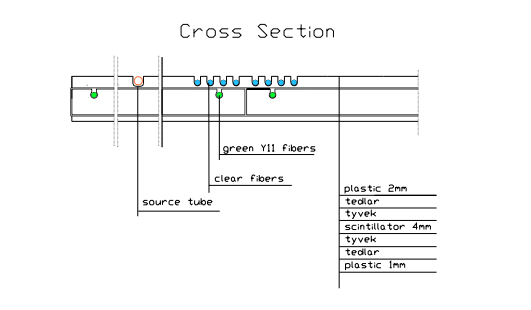 Cross Section
green Y11 fibers
clear fibers
source tube
plastic 2mm
tedlar
tyvek
scintillator 4mm
tyvek
tedlar
plastic 1mm